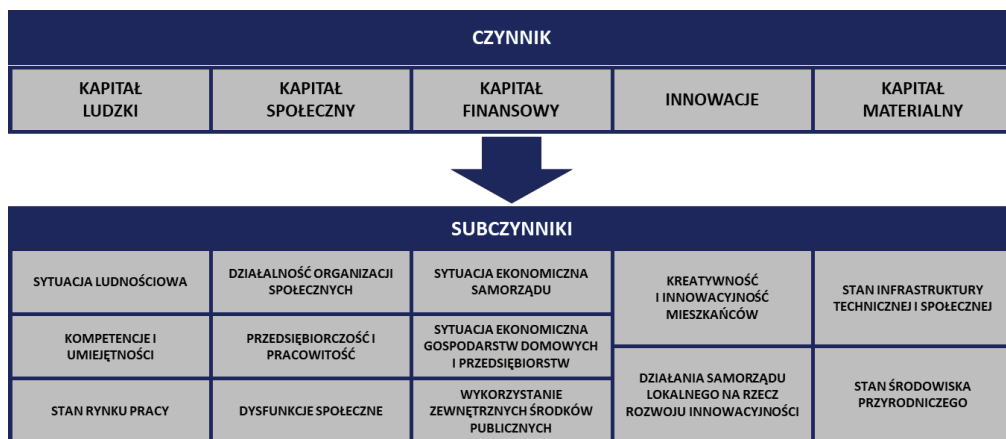 CZYNNIK
KAPITAŁ
LUDZKI
KAPITAŁ
SPOŁECZNY
KAPITAŁ
FINANSOWY
INNOWACJE
KAPITAŁ
MATERIALNY
SUBCZYNNIKI
SYTUACJA LUDNOŚCIOWA
DZIAŁALNOŚĆ ORGANIZACJI
SPOŁECZNYCH
SYTUACJA EKONOMICZNA
SAMORZĄDU
KREATYWNOŚĆ
I INNOWACYJNOŚĆ
MIESZKAŃCÓW
STAN INFRASTRUKTURY
TECHNICZNEJ I SPOŁECZNEJ
KOMPETENCJE I
UMIEJĘTNOŚCI
PRZEDSIĘBIORCZOŚĆ I
PRACOWITOŚĆ
SYTUACJA EKONOMICZNA
GOSPODARSTW DOMOWYCH
I PRZEDSIĘBIORSTW
DZIAŁANIA SAMORZĄDU
LOKALNEGO NA RZECZ
ROZWOJU INNOWACYJNOŚCI
STAN ŚRODOWISKA
PRZYRODNICZEGO
STAN RYNKU PRACY
DYSFUNKCJE SPOŁECZNE
WYKORZYSTANIE
ZEWNĘTRZNYCH ŚRODKÓW
PUBLICZNYCH